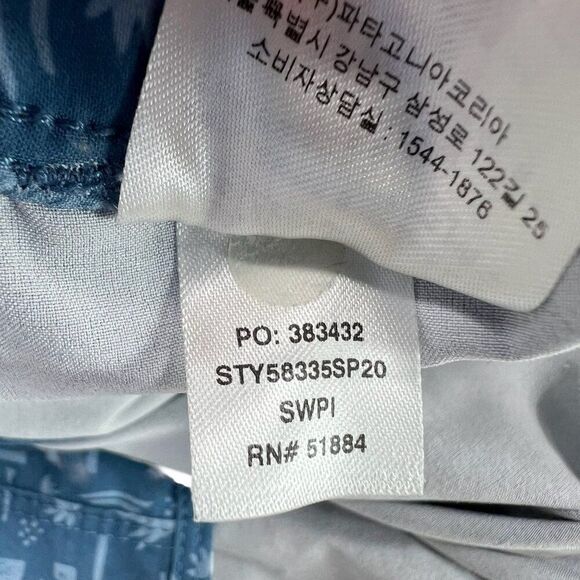 파타고니아코리아
특별시 강남구 삼성로 122길 25
소비자상담실 : 1544-1876
PO: 383432
STY58335SP20
SWPI
RN# 51884